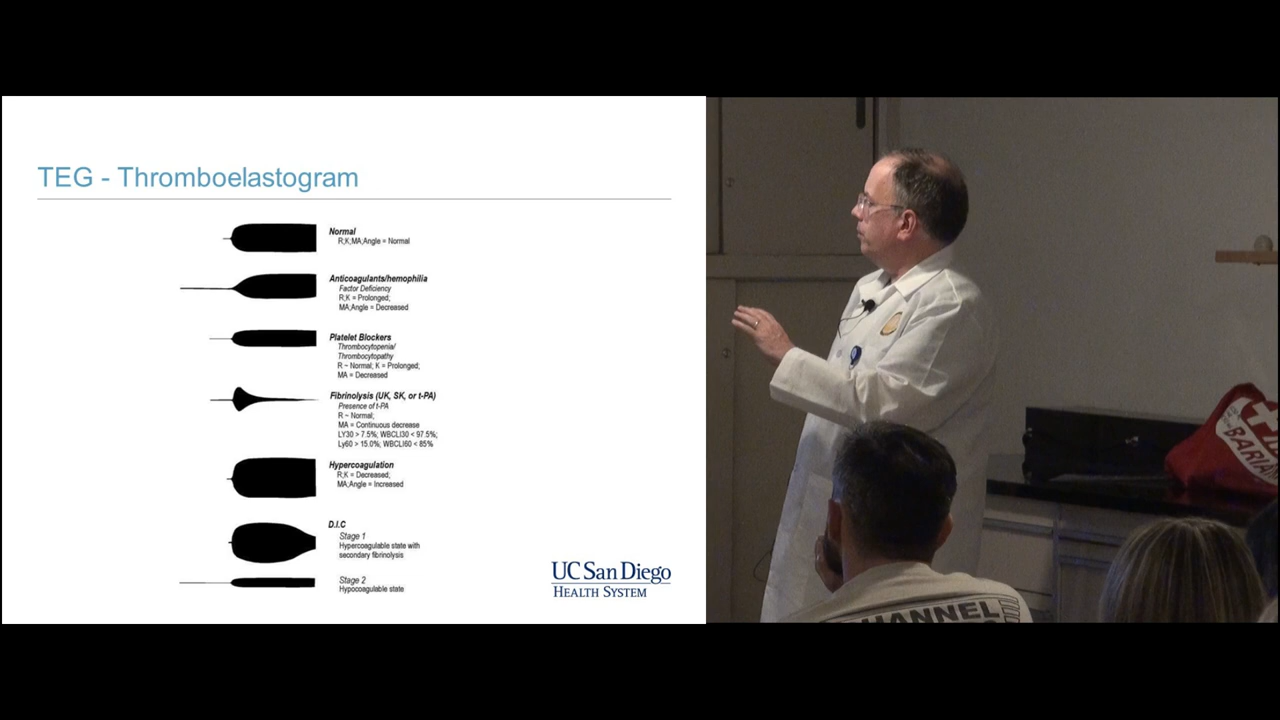 TEG - Thromboelastogram
Normal
R;K;MA;Angle = Normal
Anticoagulants/hemophilia
Factor Deficiency
R;K = Prolonged;
MA;Angle = Decreased
Platelet Blockers
Thrombocytopenia/
Thrombocytopathy
R ~ Normal; K = Prolonged;
MA = Decreased
Fibrinolysis (UK, SK, or t-PA)
Presence of t-PA
R ~ Normal;
MA = Continuous decrease
LY30 > 7.5%; WBCLI30 < 97.5%;
Ly60 > 15.0%; WBCLI60 < 85%
Hypercoagulation
R;K = Decreased;
MA;Angle = Increased
D.I.C
Stage 1
Hypercoagulable state with
secondary fibrinolysis
Stage 2
Hypocoagulable state
UC San Diego
HEALTH SYSTEM